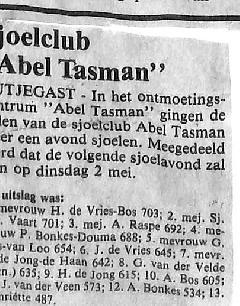 joelclub
Abel Tasman"
UTJEGAST - In het ontmoetings-
ntrum "Abel Tasman" gingen de
en van de sjoelclub Abel Tasman
er een avond sjoelen. Meegedeeld
rd dat de volgende sjoelavond zal
n op dinsdag 2 mei.
uitslag was:
mevrouw H. de Vries-Bos 703; 2. mej. Sj.
Vaart 701; 3. mej. A. Raspe 692; 4. me-
uw P. Bonkes-Douma 688; 5. mevrouw G.
s-van Loo 654; 6. J. de Vries 645; 7. mevr.
de Jong-de Haan 642; 8. G. van der Velde
en.) 635; 9. H. de Jong 615; 10. A. Bos 605;
J. van der Veen 573; 12. A. Bonkes 534; 13.
nriëtte 487.